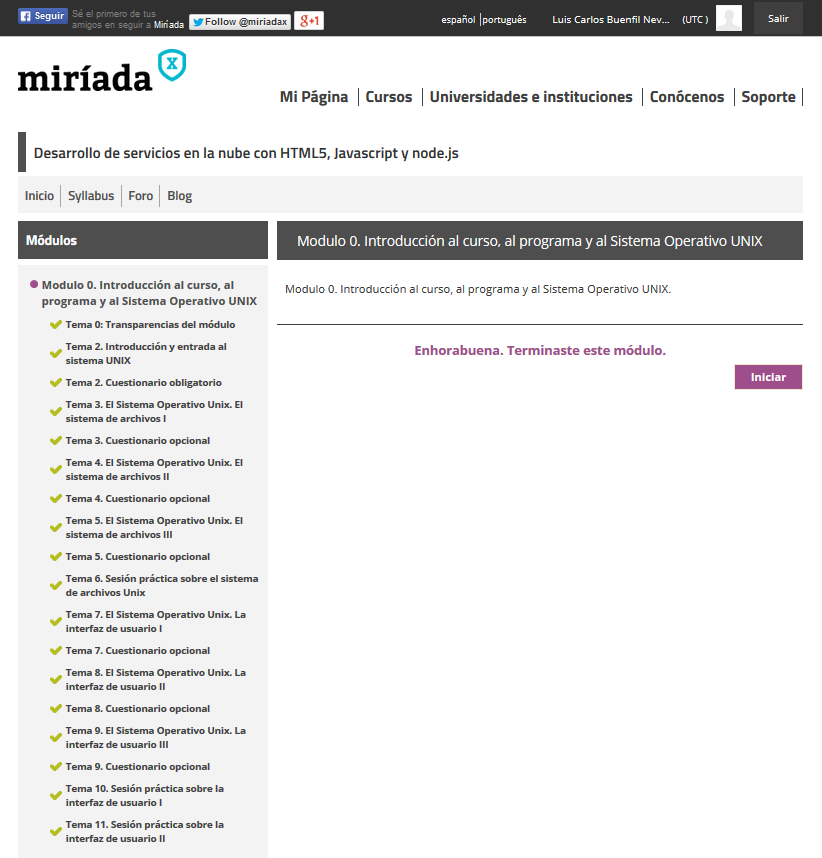 Seguir
Sé el primero de tus
amigos en seguir a Miríada
Follow @miriadax
g+1
español
português
Luis Carlos Buenfil Nev...
(UTC )
Salir
miríada X
Mi Página
Cursos
Universidades e instituciones
Conócenos
Soporte
Desarrollo de servicios en la nube con HTML5, Javascript y node.js
Inicio
Syllabus
Foro
Blog
Módulos
Modulo 0. Introducción al curso, al
programa y al Sistema Operativo UNIX
Tema 0: Transparencias del módulo
Tema 2. Introducción y entrada al
sistema UNIX
Tema 2. Cuestionario obligatorio
Tema 3. El Sistema Operativo Unix. El
sistema de archivos I
Tema 3. Cuestionario opcional
Tema 4. El Sistema Operativo Unix. El
sistema de archivos II
Tema 4. Cuestionario opcional
Tema 5. El Sistema Operativo Unix. El
sistema de archivos III
Tema 5. Cuestionario opcional
Tema 6. Sesión práctica sobre el sistema
de archivos Unix
Tema 7. El Sistema Operativo Unix. La
interfaz de usuario I
Tema 7. Cuestionario opcional
Tema 8. El Sistema Operativo Unix. La
interfaz de usuario II
Tema 8. Cuestionario opcional
Tema 9. El Sistema Operativo Unix. La
interfaz de usuario III
Tema 9. Cuestionario opcional
Tema 10. Sesión práctica sobre la
interfaz de usuario I
Tema 11. Sesión práctica sobre la
interfaz de usuario II
Modulo 0. Introducción al curso, al programa y al Sistema Operativo UNIX
Modulo 0. Introducción al curso, al programa y al Sistema Operativo UNIX.
Enhorabuena. Terminaste este módulo.
Iniciar